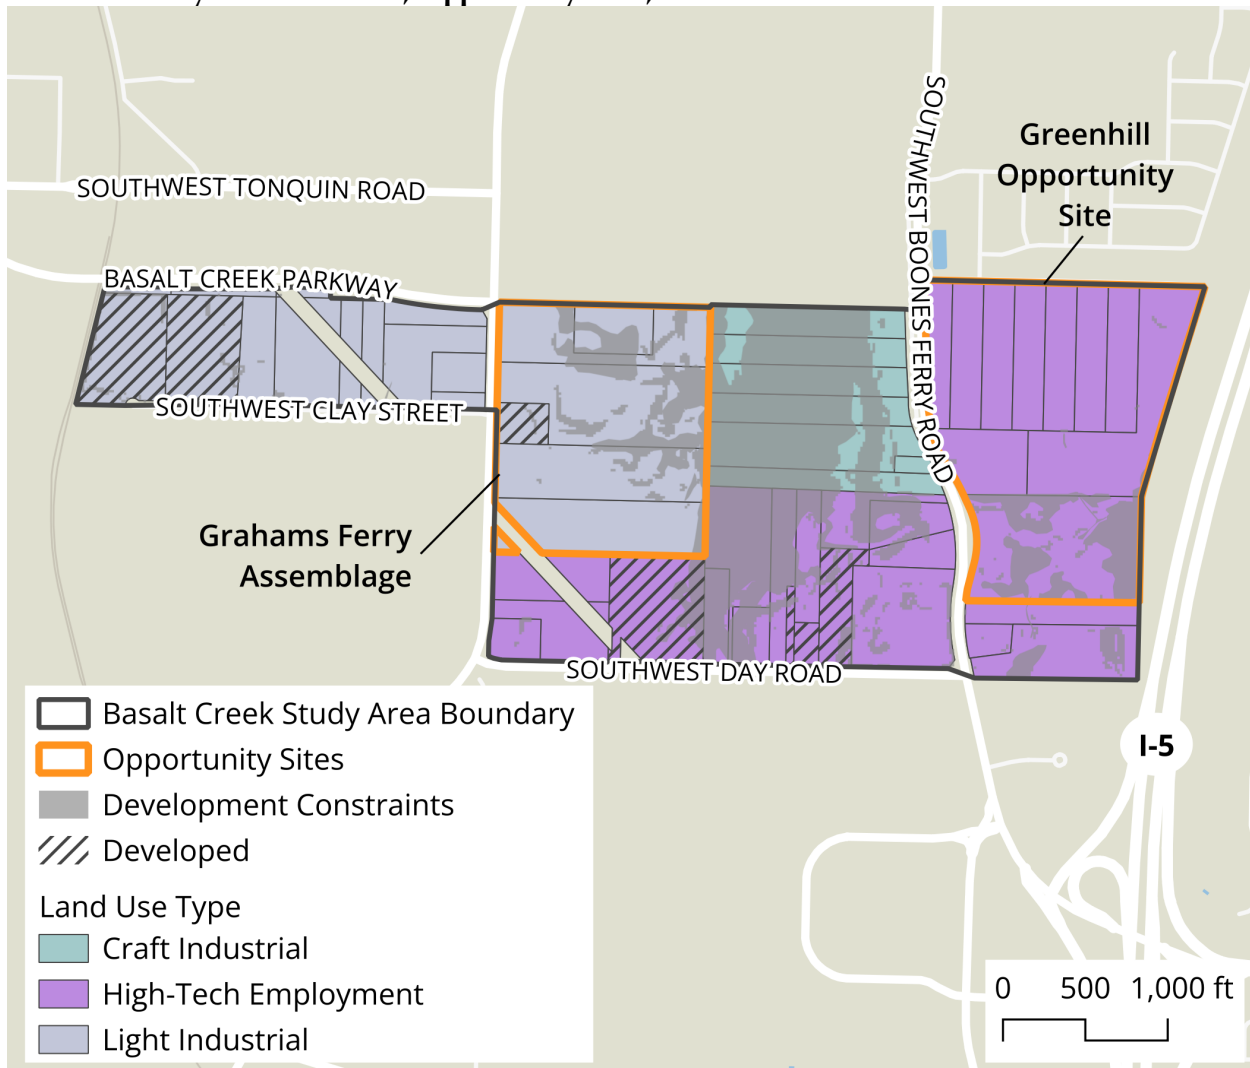 SOUTHWEST BOONES FERRY ROAD
Greenhill
Opportunity
Site
SOUTHWEST TONQUIN ROAD
BASALT CREEK PARKWAY
SOUTHWEST CLAY STREET
Grahams Ferry
Assemblage
SOUTHWEST DAY ROAD
I-5
Basalt Creek Study Area Boundary
Opportunity Sites
Development Constraints
Developed
Land Use Type
Craft Industrial
High-Tech Employment
Light Industrial
0 500 1,000 ft